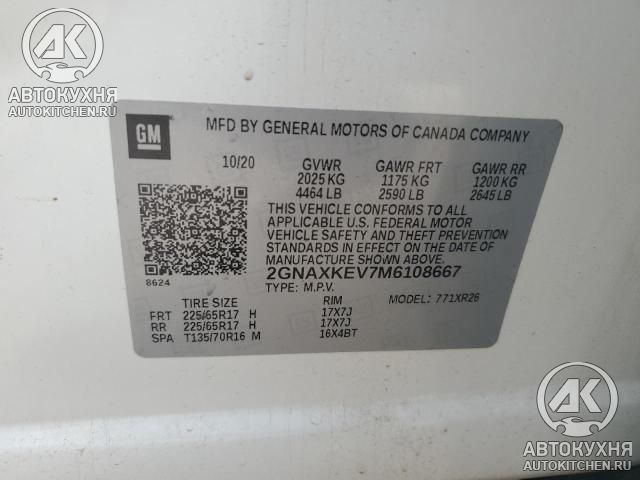 AK
АВТОКУХНЯ
AUTOKITCHEN.RU
GM
MFD BY GENERAL MOTORS OF CANADA COMPANY
10/20 GVWR GAWR FRT GAWR RR
2025 KG 1175 KG 1200 KG
4464 LB 2590 LB 2645 LB
THIS VEHICLE CONFORMS TO ALL
APPLICABLE U.S. FEDERAL MOTOR
VEHICLE SAFETY AND THEFT PREVENTION
STANDARDS IN EFFECT ON THE DATE OF
MANUFACTURE SHOWN ABOVE.
8624
2GNAXKEV7M6108667
TYPE: M.P.V. MODEL: 771XR26
TIRE SIZE RIM
FRT 225/65R17 H 17X7J
RR 225/65R17 H 17X7J
SPA T135/70R16 M 16X4BT
AK
АВТОКУХНЯ
AUTOKITCHEN.RU